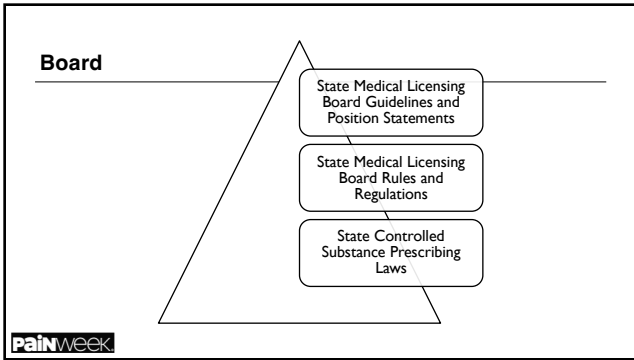 Board
State Medical Licensing
Board Guidelines and
Position Statements
State Medical Licensing
Board Rules and
Regulations
State Controlled
Substance Prescribing
Laws
PaiNWEEK.